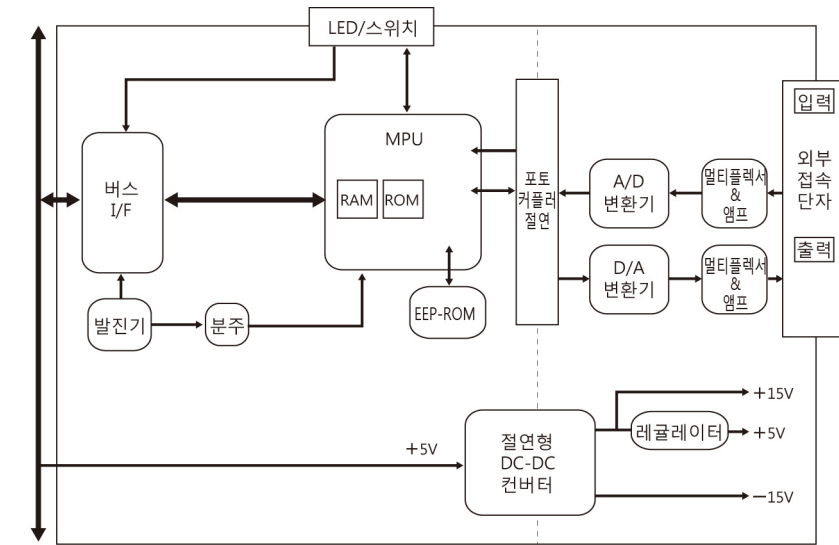 LED/스위치
MPU
RAM
ROM
버스
I/F
발진기
분주
EEP-ROM
포토
커플러
절연
A/D
변환기
멀티플렉서
&
앰프
D/A
변환기
멀티플렉서
&
앰프
입력
외부
접속
단자
출력
+5V
절연형
DC-DC
컨버터
레귤레이터
+15V
+5V
−15V